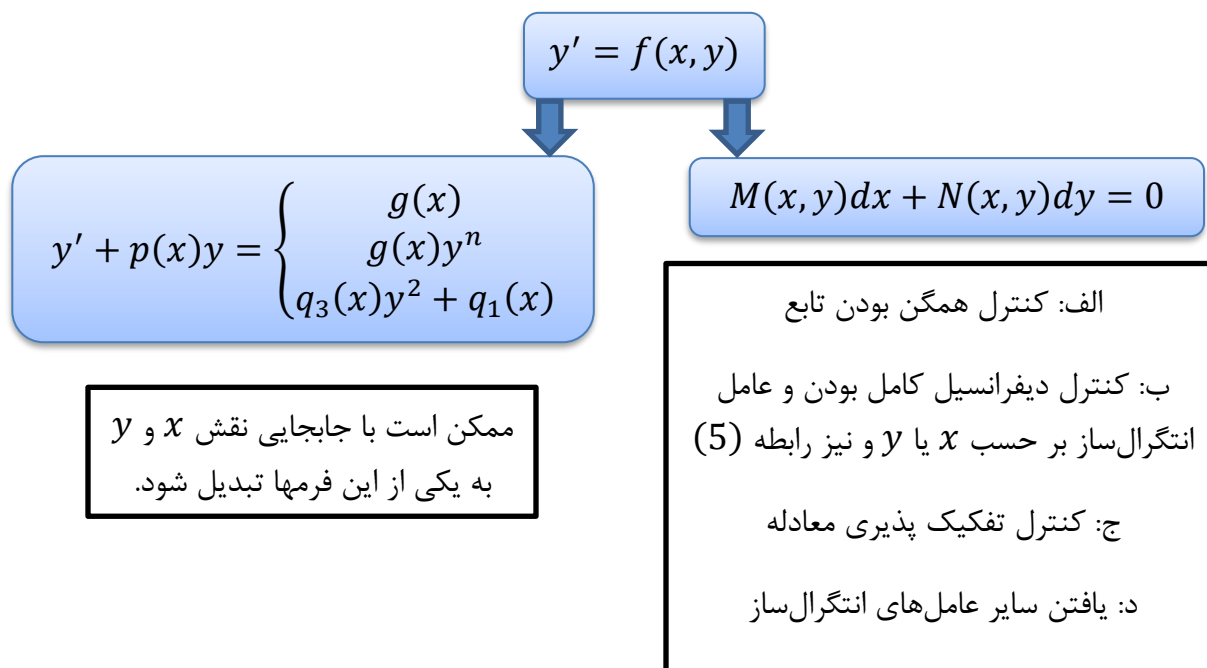 y′ = f(x, y)
y′ + p(x)y = { g(x)
g(x)yⁿ
q₃(x)y² + q₁(x)
M(x, y)dx + N(x, y)dy = 0
ممکن است با جابجایی نقش x و y
به یکی از این فرمها تبدیل شود.
الف: کنترل همگن بودن تابع
ب: کنترل دیفرانسیل کامل بودن و عامل
انتگرال‌ساز بر حسب x یا y و نیز رابطه (5)
ج: کنترل تفکیک پذیری معادله
د: یافتن سایر عامل‌های انتگرال‌ساز